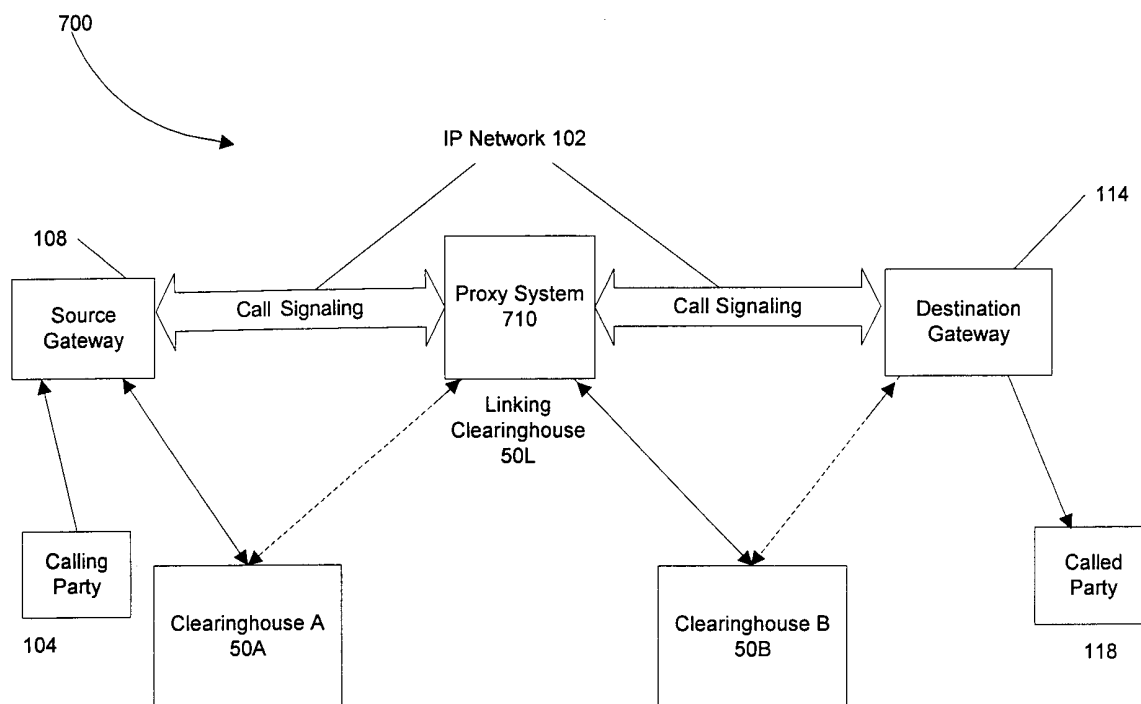 700
IP Network 102
114
108
Source
Gateway
Call Signaling
Proxy System
710
Call Signaling
Destination
Gateway
Linking
Clearinghouse
50L
Calling
Party
104
Clearinghouse A
50A
Clearinghouse B
50B
Called
Party
118